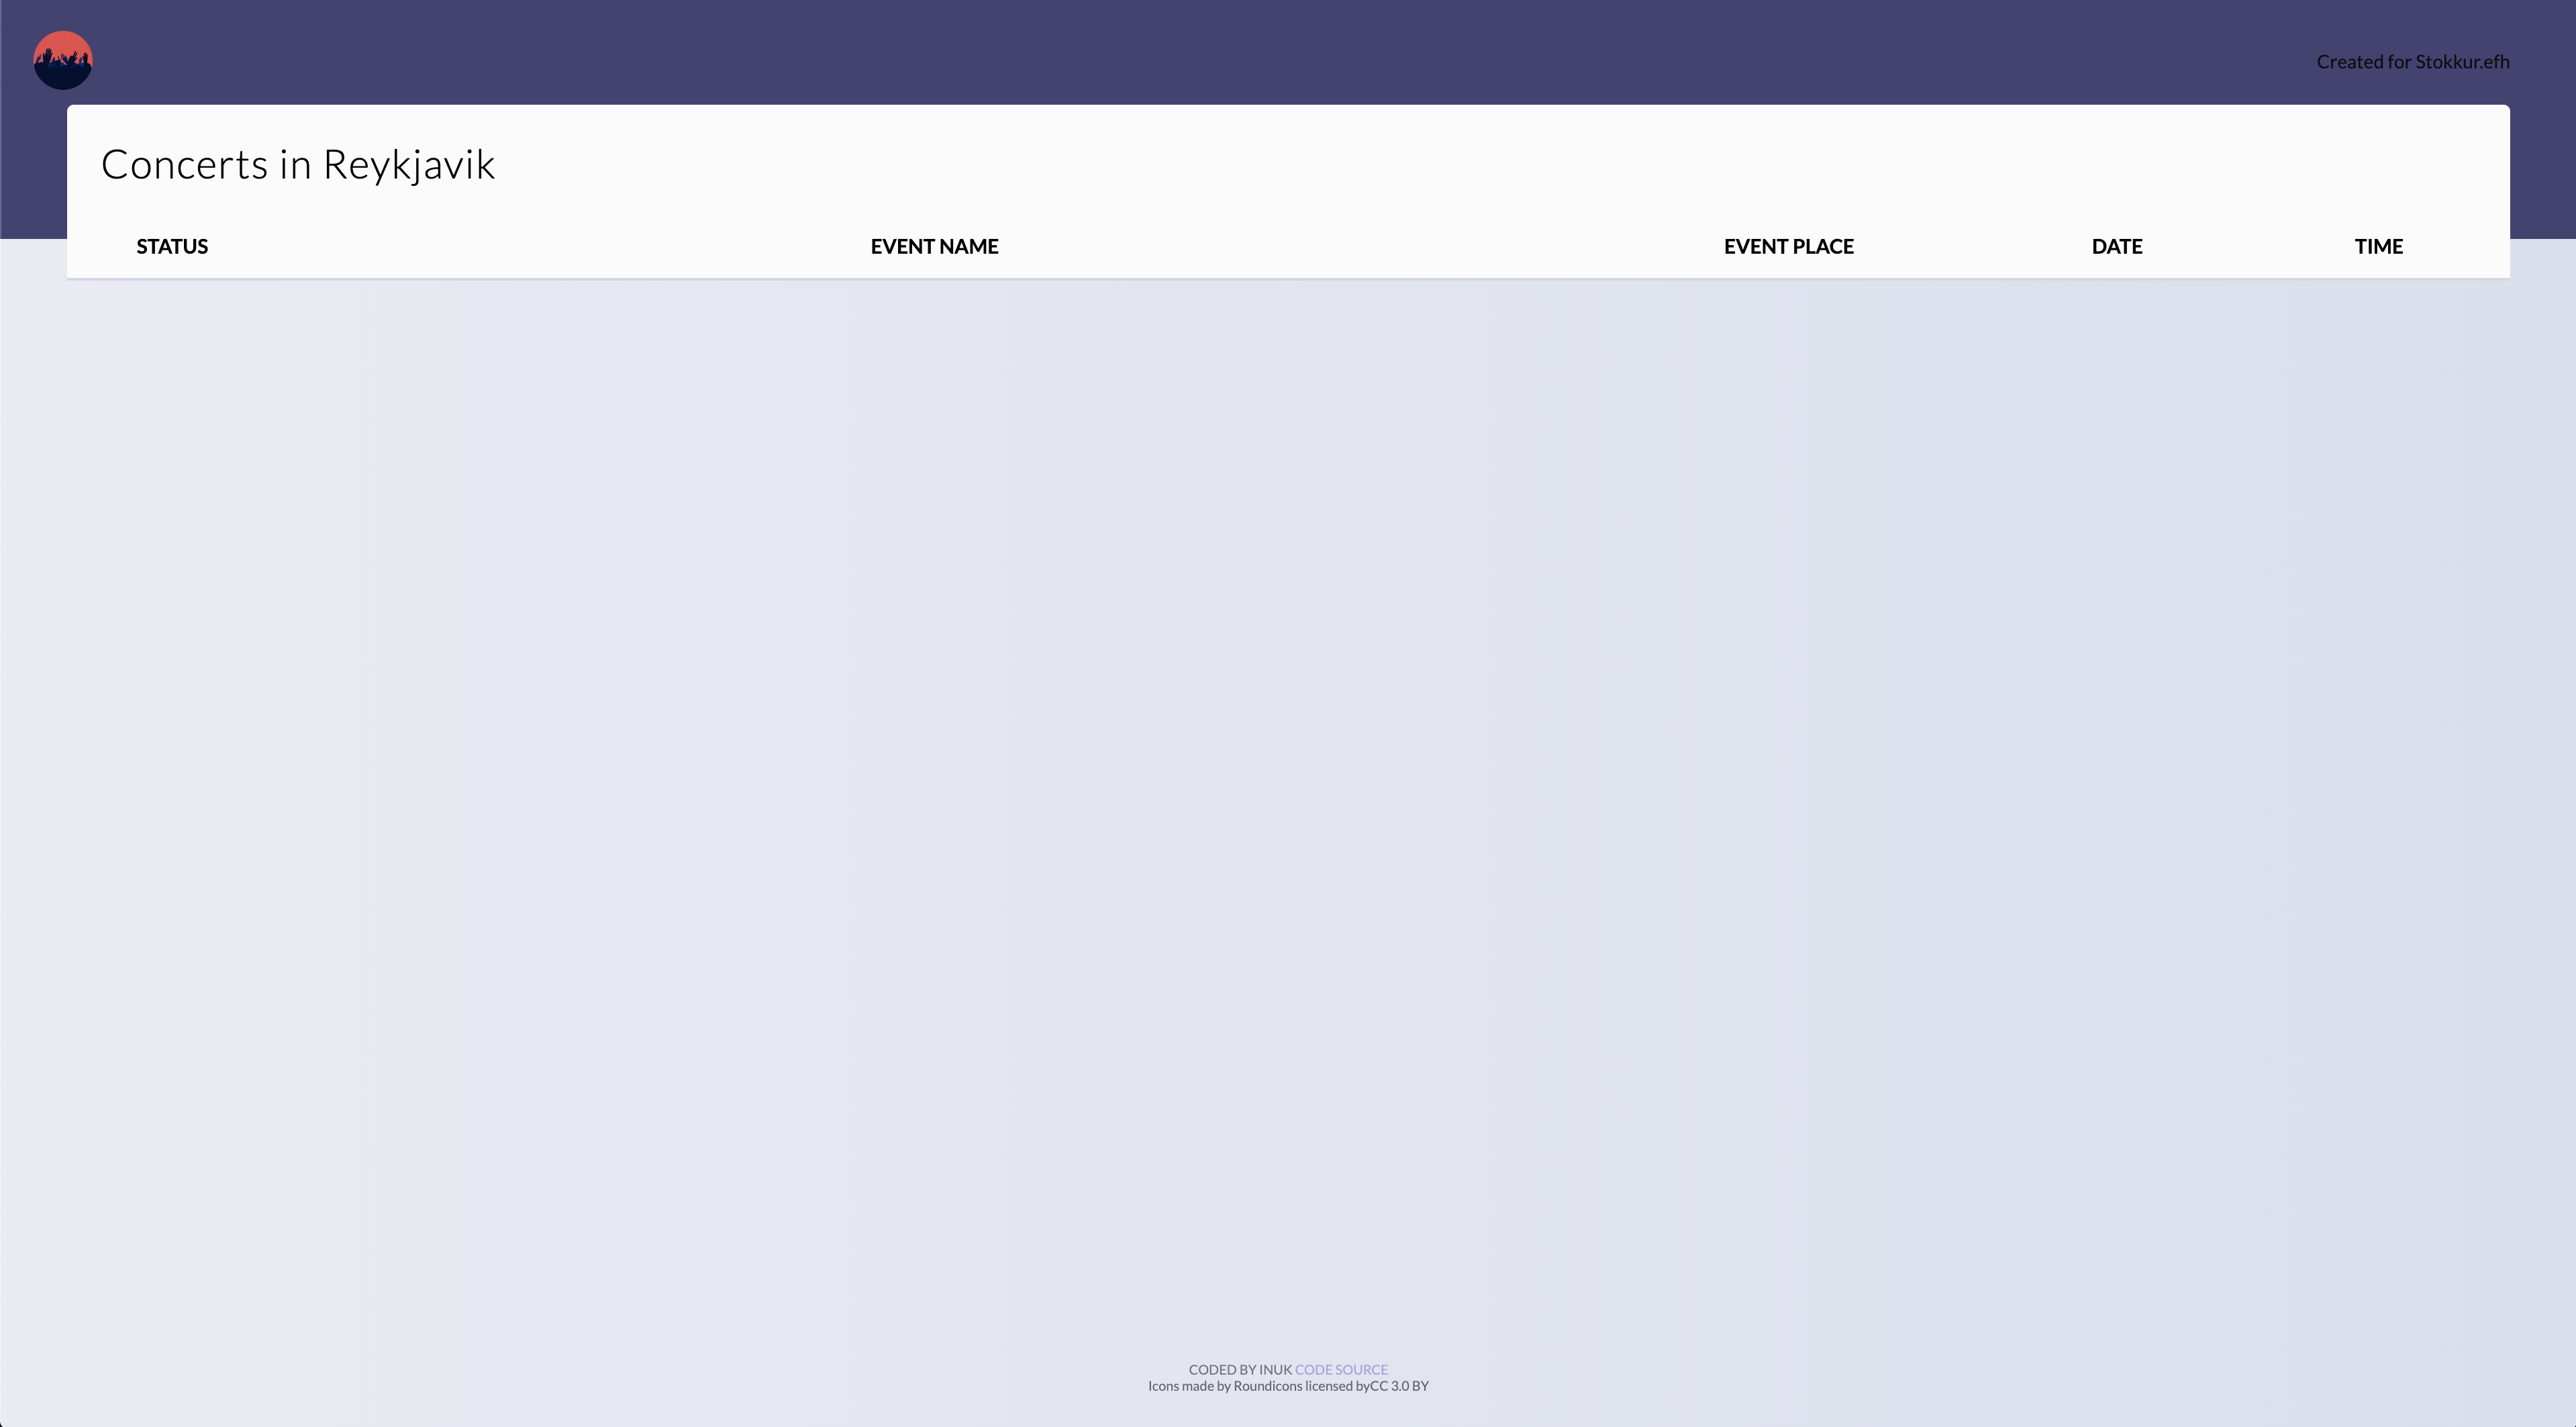 Created for Stokkur.efh
Concerts in Reykjavik
STATUS EVENT NAME EVENT PLACE DATE TIME
CODED BY INUK CODE SOURCE
Icons made by Roundicons licensed byCC 3.0 BY